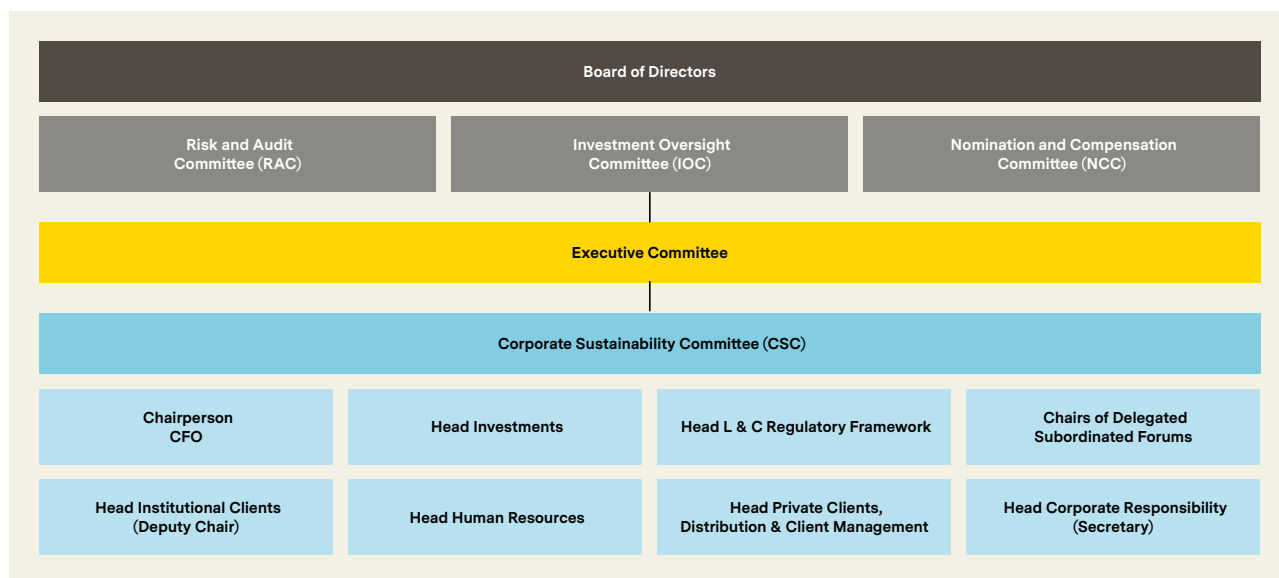 Board of Directors
Risk and Audit
Committee (RAC)
Investment Oversight
Committee (IOC)
Nomination and Compensation
Committee (NCC)
Executive Committee
Corporate Sustainability Committee (CSC)
Chairperson
CFO
Head Investments
Head L & C Regulatory Framework
Chairs of Delegated
Subordinated Forums
Head Institutional Clients
(Deputy Chair)
Head Human Resources
Head Private Clients,
Distribution & Client Management
Head Corporate Responsibility
(Secretary)